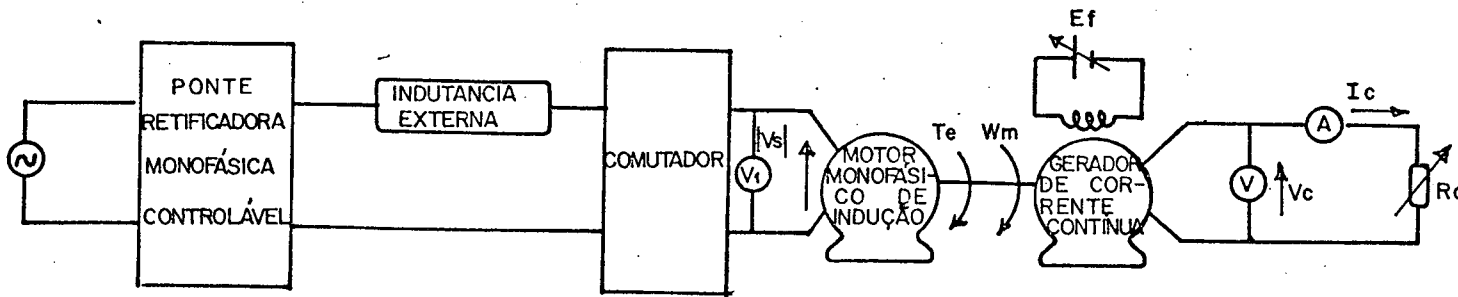 PONTE
RETIFICADORA
MONOFÁSICA
CONTROLÁVEL
INDUTANCIA
EXTERNA
COMUTADOR
|Vs|
V1
MOTOR
MONOFÁSI-
CO DE
INDUÇÃO
Te
Wm
Ef
GERADOR
DE COR-
RENTE
CONTÍNUA
V
Vc
A
Ic